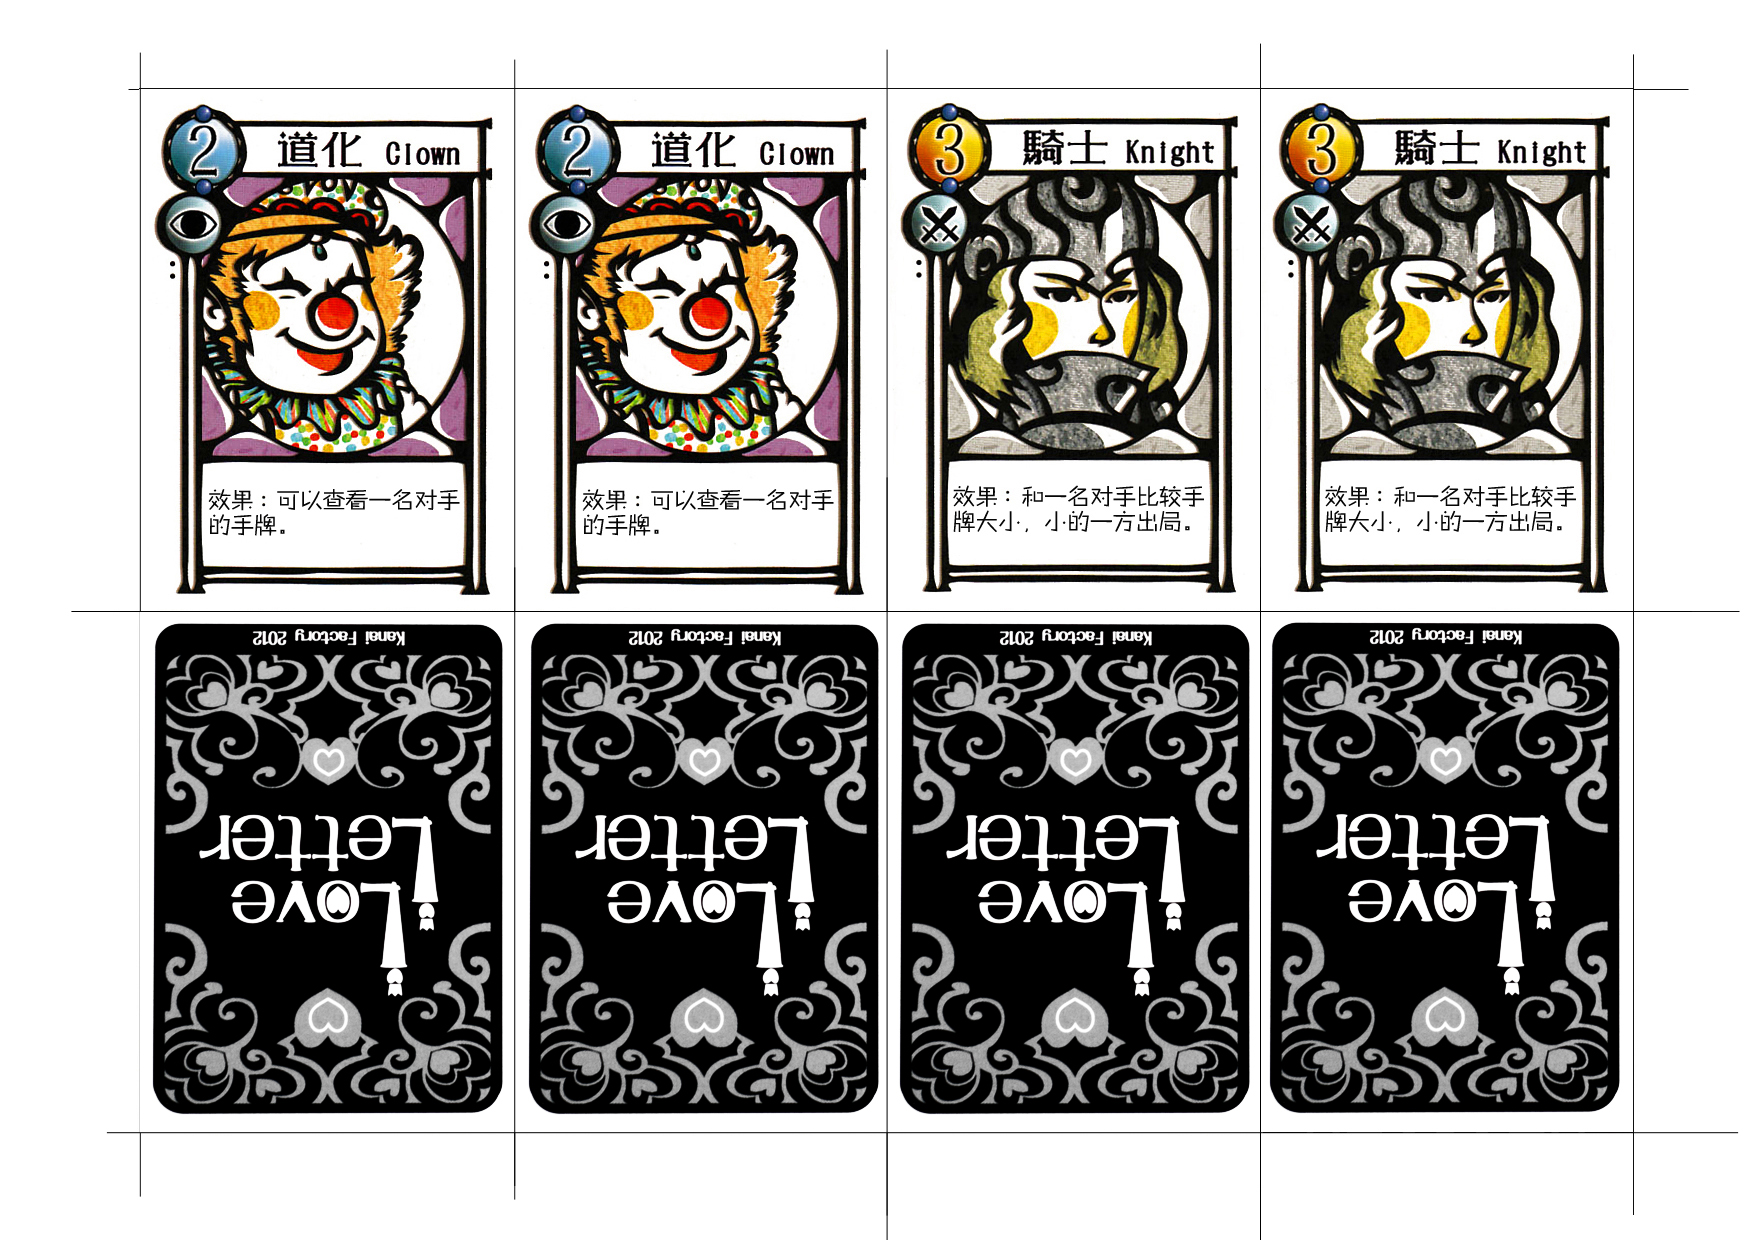 2 道化 Clown
效果：可以查看一名对手
的手牌。
2 道化 Clown
效果：可以查看一名对手
的手牌。
3 騎士 Knight
效果：和一名对手比较手
牌大小，小的一方出局。
3 騎士 Knight
效果：和一名对手比较手
牌大小，小的一方出局。
Kanai Factory 2012
Love
Letter
Kanai Factory 2012
Love
Letter
Kanai Factory 2012
Love
Letter
Kanai Factory 2012
Love
Letter